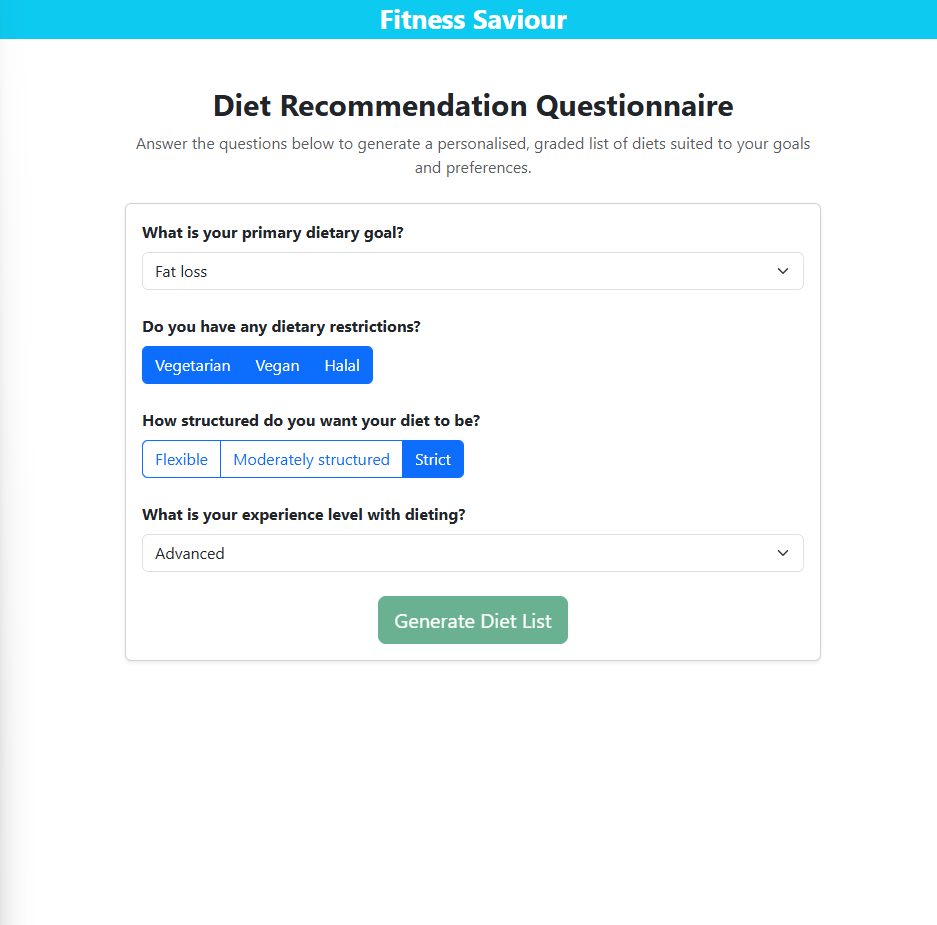 Fitness Saviour
Diet Recommendation Questionnaire
Answer the questions below to generate a personalised, graded list of diets suited to your goals
and preferences.
What is your primary dietary goal?
Fat loss
Do you have any dietary restrictions?
Vegetarian Vegan Halal
How structured do you want your diet to be?
Flexible Moderately structured Strict
What is your experience level with dieting?
Advanced
Generate Diet List